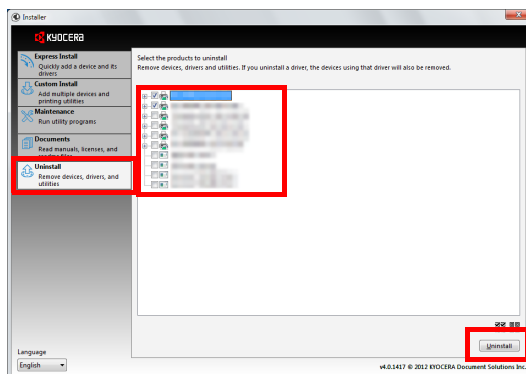 Installer
KYOCERA
Express Install
Quickly add a device and its
drivers
Custom Install
Add multiple devices and
printing utilities
Maintenance
Run utility programs
Documents
Read manuals, licenses, and
readme files
Uninstall
Remove devices, drivers, and
utilities
Select the products to uninstall
Remove devices, drivers and utilities. If you uninstall a driver, the devices using that driver will also be removed.
Uninstall
Language
English
v4.0.1417 © 2012 KYOCERA Document Solutions Inc.